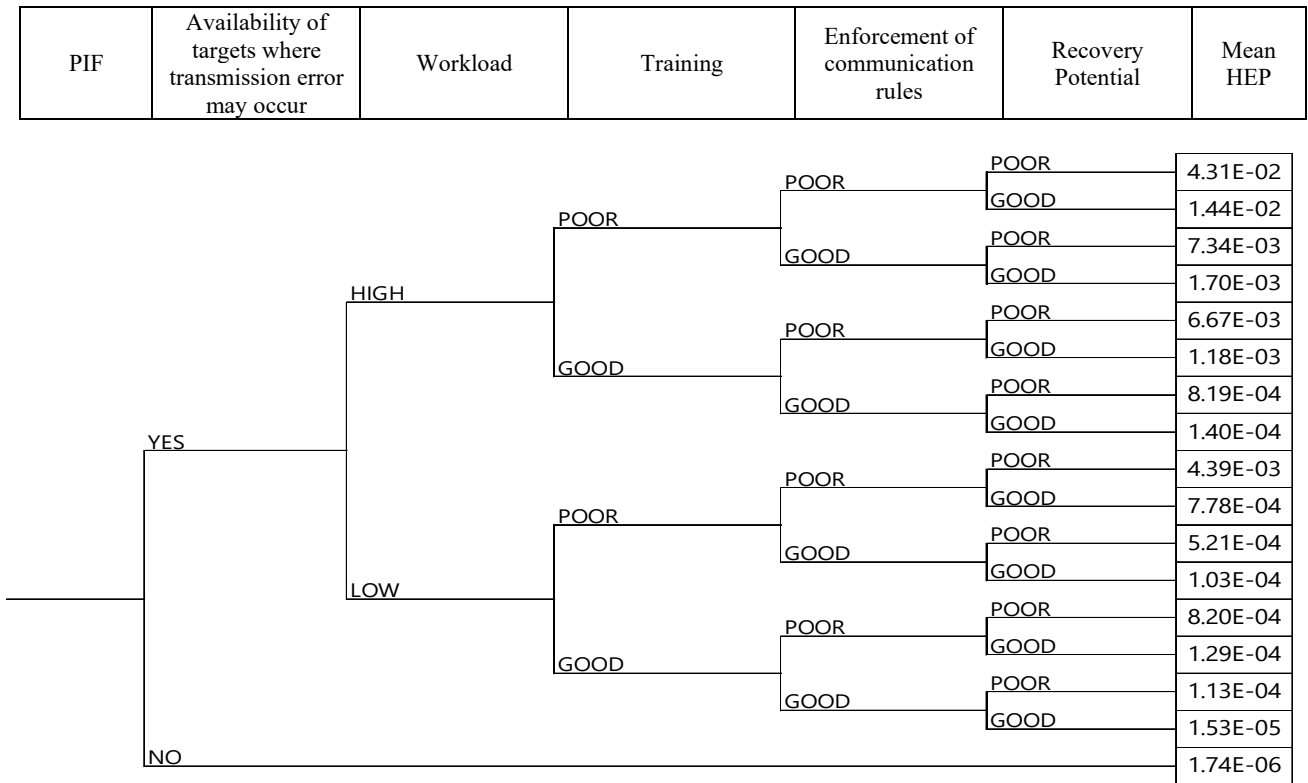 PIF
Availability of
targets where
transmission error
may occur
Workload
Training
Enforcement of
communication
rules
Recovery
Potential
Mean
HEP
POOR
4.31E-02
POOR
GOOD
1.44E-02
POOR
POOR
7.34E-03
GOOD
GOOD
1.70E-03
HIGH
POOR
6.67E-03
POOR
GOOD
1.18E-03
GOOD
POOR
8.19E-04
GOOD
GOOD
1.40E-04
YES
POOR
4.39E-03
POOR
GOOD
7.78E-04
POOR
POOR
5.21E-04
GOOD
GOOD
1.03E-04
LOW
POOR
8.20E-04
POOR
GOOD
1.29E-04
GOOD
POOR
1.13E-04
GOOD
GOOD
1.53E-05
NO
1.74E-06